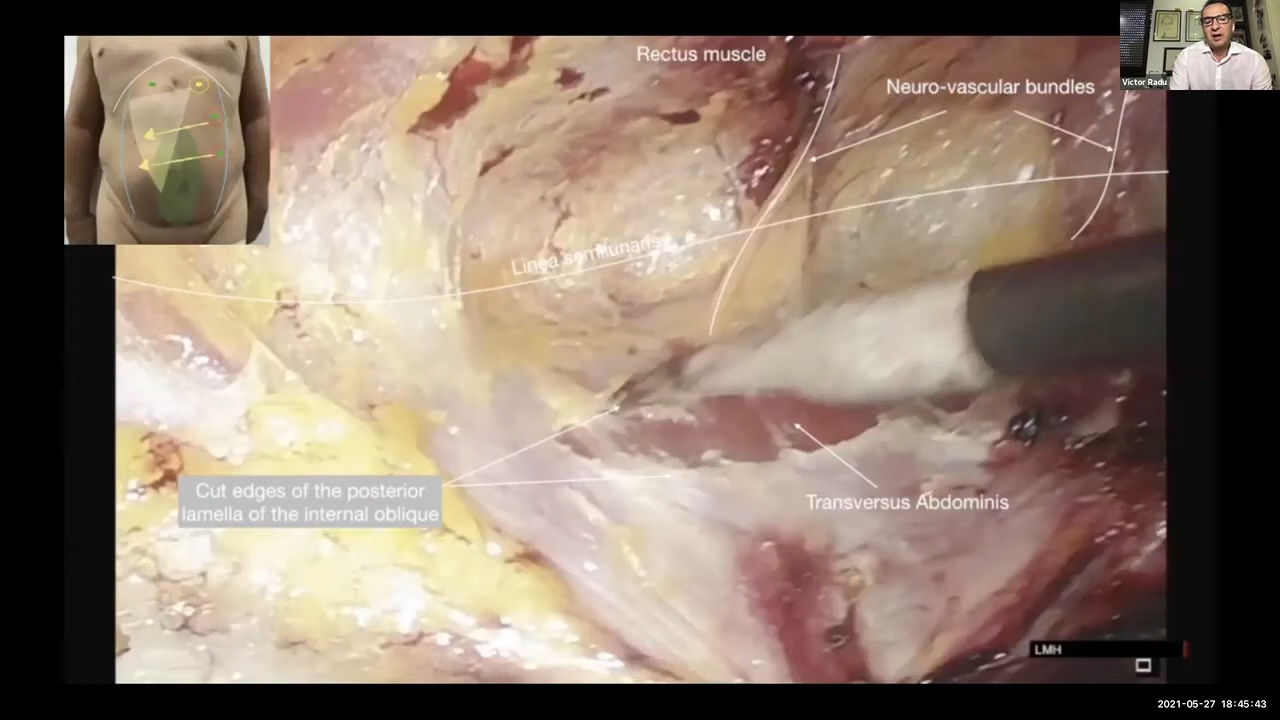 Rectus muscle
Neuro-vascular bundles
Victor Radu
Linea semilunaris
Cut edges of the posterior
lamella of the internal oblique
Transversus Abdominis
LMH
2021-05-27 18:45:43